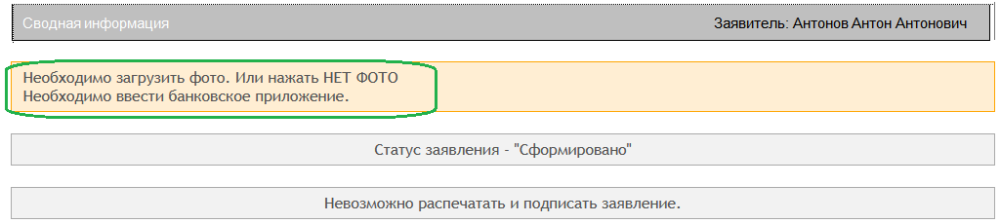 Сводная информация Заявитель: Антонов Антон Антонович
Необходимо загрузить фото. Или нажать НЕТ ФОТО
Необходимо ввести банковское приложение.
Статус заявления - "Сформировано"
Невозможно распечатать и подписать заявление.